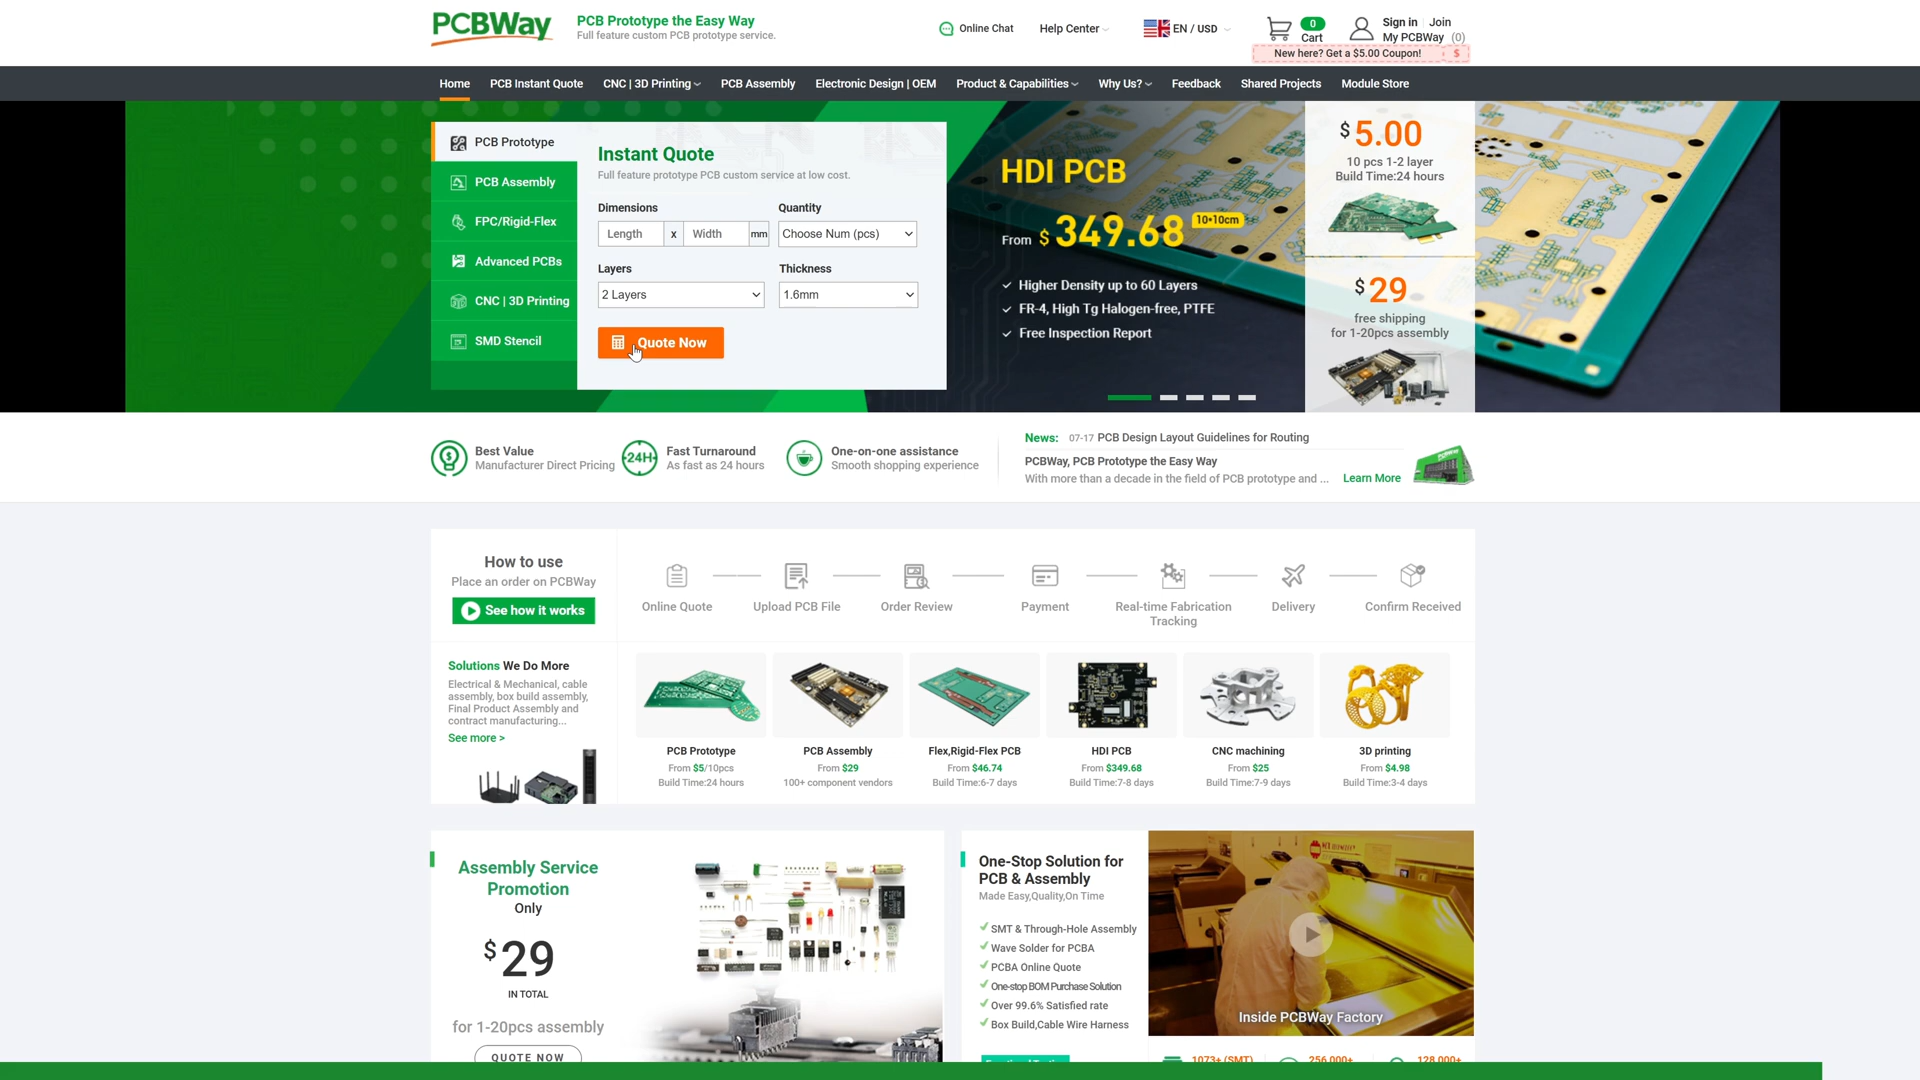 PCBWay
PCB Prototype the Easy Way
Full feature custom PCB prototype service.
Online Chat
Help Center
EN / USD
0
Cart
Sign in
Join
My PCBWay (0)
New here? Get a $5.00 Coupon!
$
Home
PCB Instant Quote
CNC | 3D Printing
PCB Assembly
Electronic Design | OEM
Product & Capabilities
Why Us?
Feedback
Shared Projects
Module Store
PCB Prototype
PCB Assembly
FPC/Rigid-Flex
Advanced PCBs
CNC | 3D Printing
SMD Stencil
Instant Quote
Full feature prototype PCB custom service at low cost.
Dimensions
Quantity
Length x Width mm
Choose Num (pcs)
Layers
Thickness
2 Layers
1.6mm
Quote Now
HDI PCB
From $ 349.68
10*10cm
Higher Density up to 60 Layers
FR-4, High Tg Halogen-free, PTFE
Free Inspection Report
$5.00
10 pcs 1-2 layer
Build Time:24 hours
$29
free shipping
for 1-20pcs assembly
Best Value
Manufacturer Direct Pricing
24H
Fast Turnaround
As fast as 24 hours
One-on-one assistance
Smooth shopping experience
News: 07-17 PCB Design Layout Guidelines for Routing
PCBWay, PCB Prototype the Easy Way
With more than a decade in the field of PCB prototype and ...
Learn More
How to use
Place an order on PCBWay
See how it works
Online Quote
Upload PCB File
Order Review
Payment
Real-time Fabrication
Tracking
Delivery
Confirm Received
Solutions We Do More
Electrical & Mechanical, cable
assembly, box build assembly,
Final Product Assembly and
contract manufacturing...
See more >
PCB Prototype
From $5/10pcs
Build Time:24 hours
PCB Assembly
From $29
100+ component vendors
Flex,Rigid-Flex PCB
From $46.74
Build Time:6-7 days
HDI PCB
From $349.68
Build Time:7-8 days
CNC machining
From $25
Build Time:7-9 days
3D printing
From $4.98
Build Time:3-4 days
Assembly Service
Promotion
Only
$29
IN TOTAL
for 1-20pcs assembly
QUOTE NOW
One-Stop Solution for
PCB & Assembly
Made Easy,Quality,On Time
SMT & Through-Hole Assembly
Wave Solder for PCBA
PCBA Online Quote
One-stop BOM Purchase Solution
Over 99.6% Satisfied rate
Box Build,Cable Wire Harness
Inside PCBWay Factory
1073+ (SMT)
256,000+
128,000+